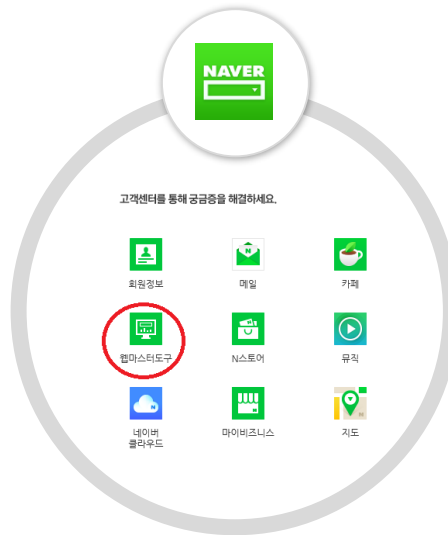 NAVER
고객센터를 통해 궁금증을 해결하세요.
회원정보 메일 카페
웹마스터도구 N스토어 뮤직
네이버 마이비즈니스 지도
클라우드